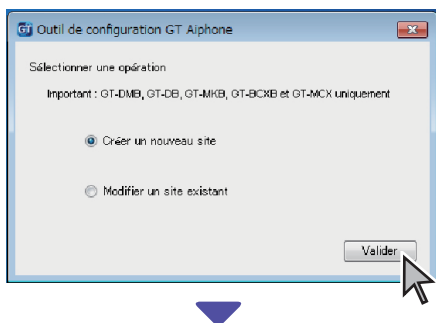 GT Outil de configuration GT Aiphone
Sélectionner une opération
Important : GT-DMB, GT-DB, GT-MKB, GT-BCXB et GT-MCX uniquement
Créer un nouveau site
Modifier un site existant
Valider